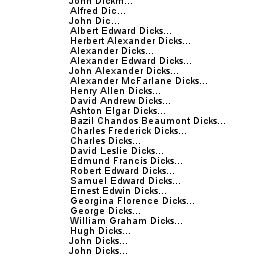 John Dickm...
Alfred Dic...
John Dic...
Albert Edward Dicks...
Herbert Alexander Dicks...
Alexander Dicks...
Alexander Edward Dicks...
John Alexander Dicks...
Alexander McFarlane Dicks...
Henry Allen Dicks...
David Andrew Dicks...
Ashton Elgar Dicks...
Bazil Chandos Beaumont Dicks...
Charles Frederick Dicks...
Charles Dicks...
David Leslie Dicks...
Edmund Francis Dicks...
Robert Edward Dicks...
Samuel Edward Dicks...
Ernest Edwin Dicks...
Georgina Florence Dicks...
George Dicks...
William Graham Dicks...
Hugh Dicks...
John Dicks...
John Dicks...